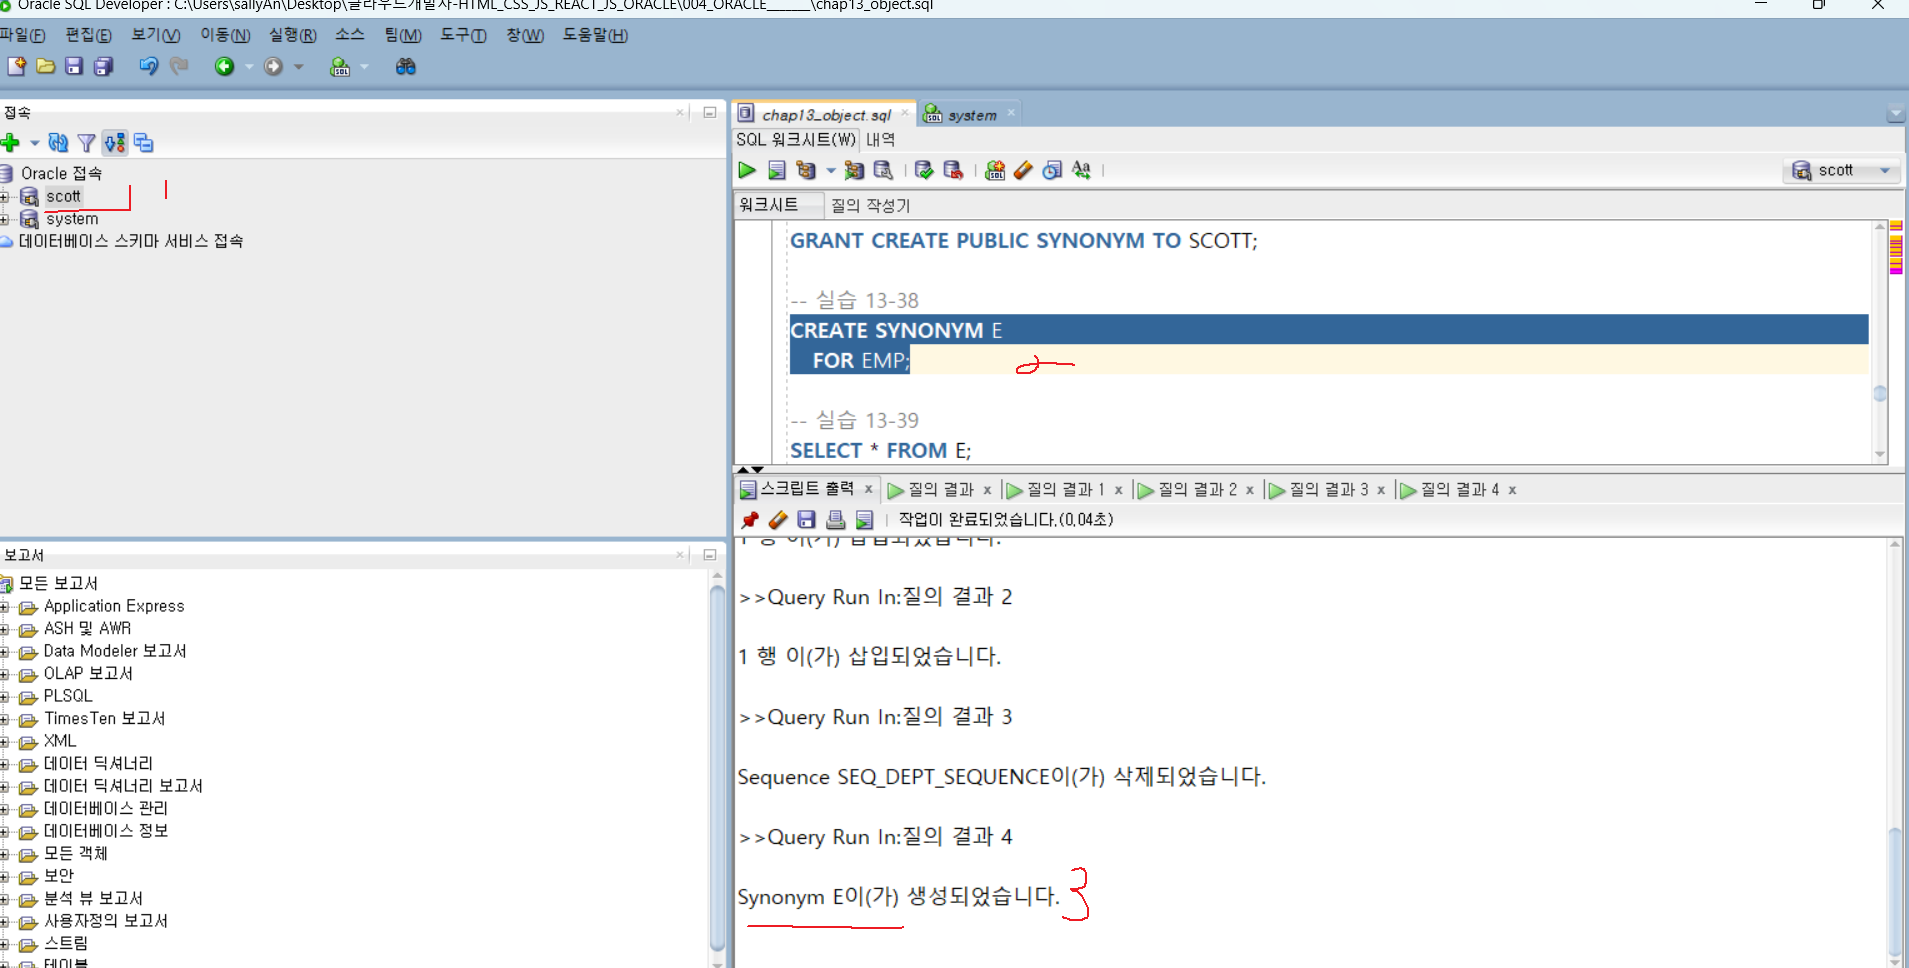 Oracle SQL Developer : C:\Users\sallyAn\Desktop\클라우드개발자-HTML_CSS_JS_REACT_JS_ORACLE\004_ORACLE______\chap13_object.sql
파일(F) 편집(E) 보기(V) 이동(N) 실행(R) 소스 팀(M) 도구(T) 창(W) 도움말(H)
접속
Oracle 접속
scott
1
system
데이터베이스 스키마 서비스 접속
보고서
모든 보고서
Application Express
ASH 및 AWR
Data Modeler 보고서
OLAP 보고서
PLSQL
TimesTen 보고서
XML
데이터 딕셔너리
데이터 딕셔너리 보고서
데이터베이스 관리
데이터베이스 정보
모든 객체
보안
분석 뷰 보고서
사용자정의 보고서
스트림
테이블
chap13_object.sql system
SQL 워크시트(W) 내역
scott
워크시트 질의 작성기
GRANT CREATE PUBLIC SYNONYM TO SCOTT;
-- 실습 13-38
CREATE SYNONYM E
FOR EMP;
2
-- 실습 13-39
SELECT * FROM E;
스크립트 출력 x 질의 결과 x 질의 결과 1 x 질의 결과 2 x 질의 결과 3 x 질의 결과 4 x
작업이 완료되었습니다.(0.04초)
1 행 이(가) 삽입되었습니다.
>>Query Run In:질의 결과 2
1 행 이(가) 삽입되었습니다.
>>Query Run In:질의 결과 3
Sequence SEQ_DEPT_SEQUENCE이(가) 삭제되었습니다.
>>Query Run In:질의 결과 4
Synonym E이(가) 생성되었습니다.
3